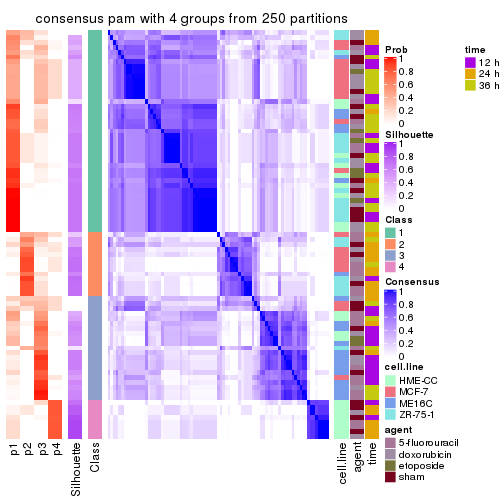 consensus pam with 4 groups from 250 partitions
Prob
1
0.8
0.6
0.4
0.2
0
time
12 h
24 h
36 h
Silhouette
1
0.8
0.6
0.4
0.2
0
Class
1
2
3
4
Consensus
1
0.8
0.6
0.4
0.2
0
cell.line
HME-CC
MCF-7
ME16C
ZR-75-1
agent
5-fluorouracil
doxorubicin
etoposide
sham
p1
p2
p3
p4
Silhouette
Class
cell.line
agent
time